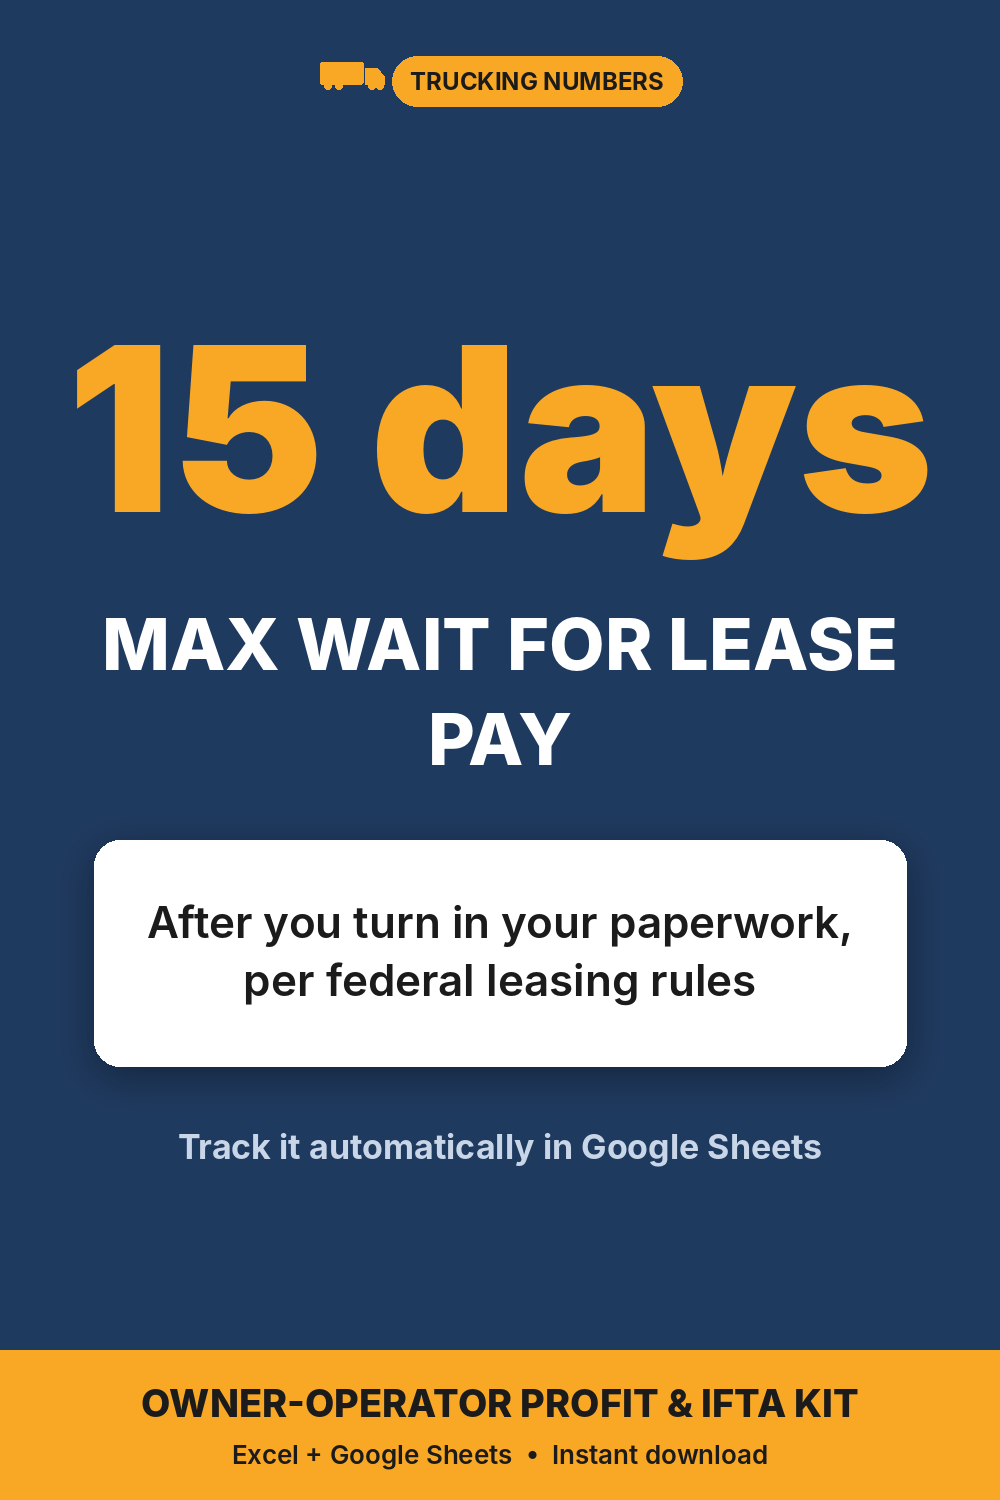 TRUCKING NUMBERS
15 days
MAX WAIT FOR LEASE
PAY
After you turn in your paperwork,
per federal leasing rules
Track it automatically in Google Sheets
OWNER-OPERATOR PROFIT & IFTA KIT
Excel + Google Sheets • Instant download